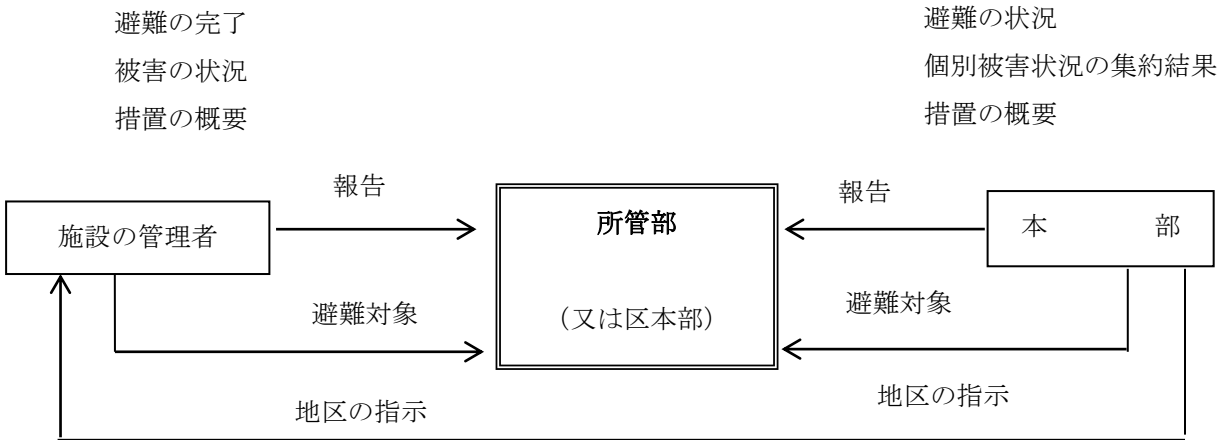 避難の完了
被害の状況
措置の概要
避難の状況
個別被害状況の集約結果
措置の概要
報告
報告
施設の管理者
所管部
本　部
避難対象
(又は区本部)
避難対象
地区の指示
地区の指示